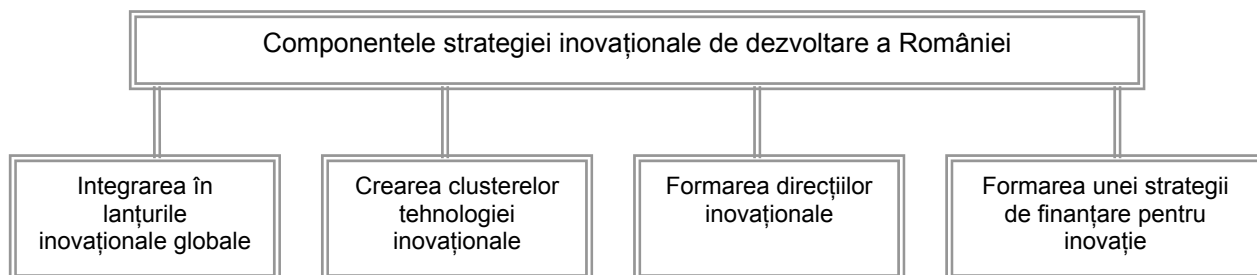 Componentele strategiei inovaționale de dezvoltare a României
Integrarea în
lanțurile
inovaționale globale
Crearea clusterelor
tehnologiei
inovaționale
Formarea direcțiilor
inovaționale
Formarea unei strategii
de finanțare pentru
inovație